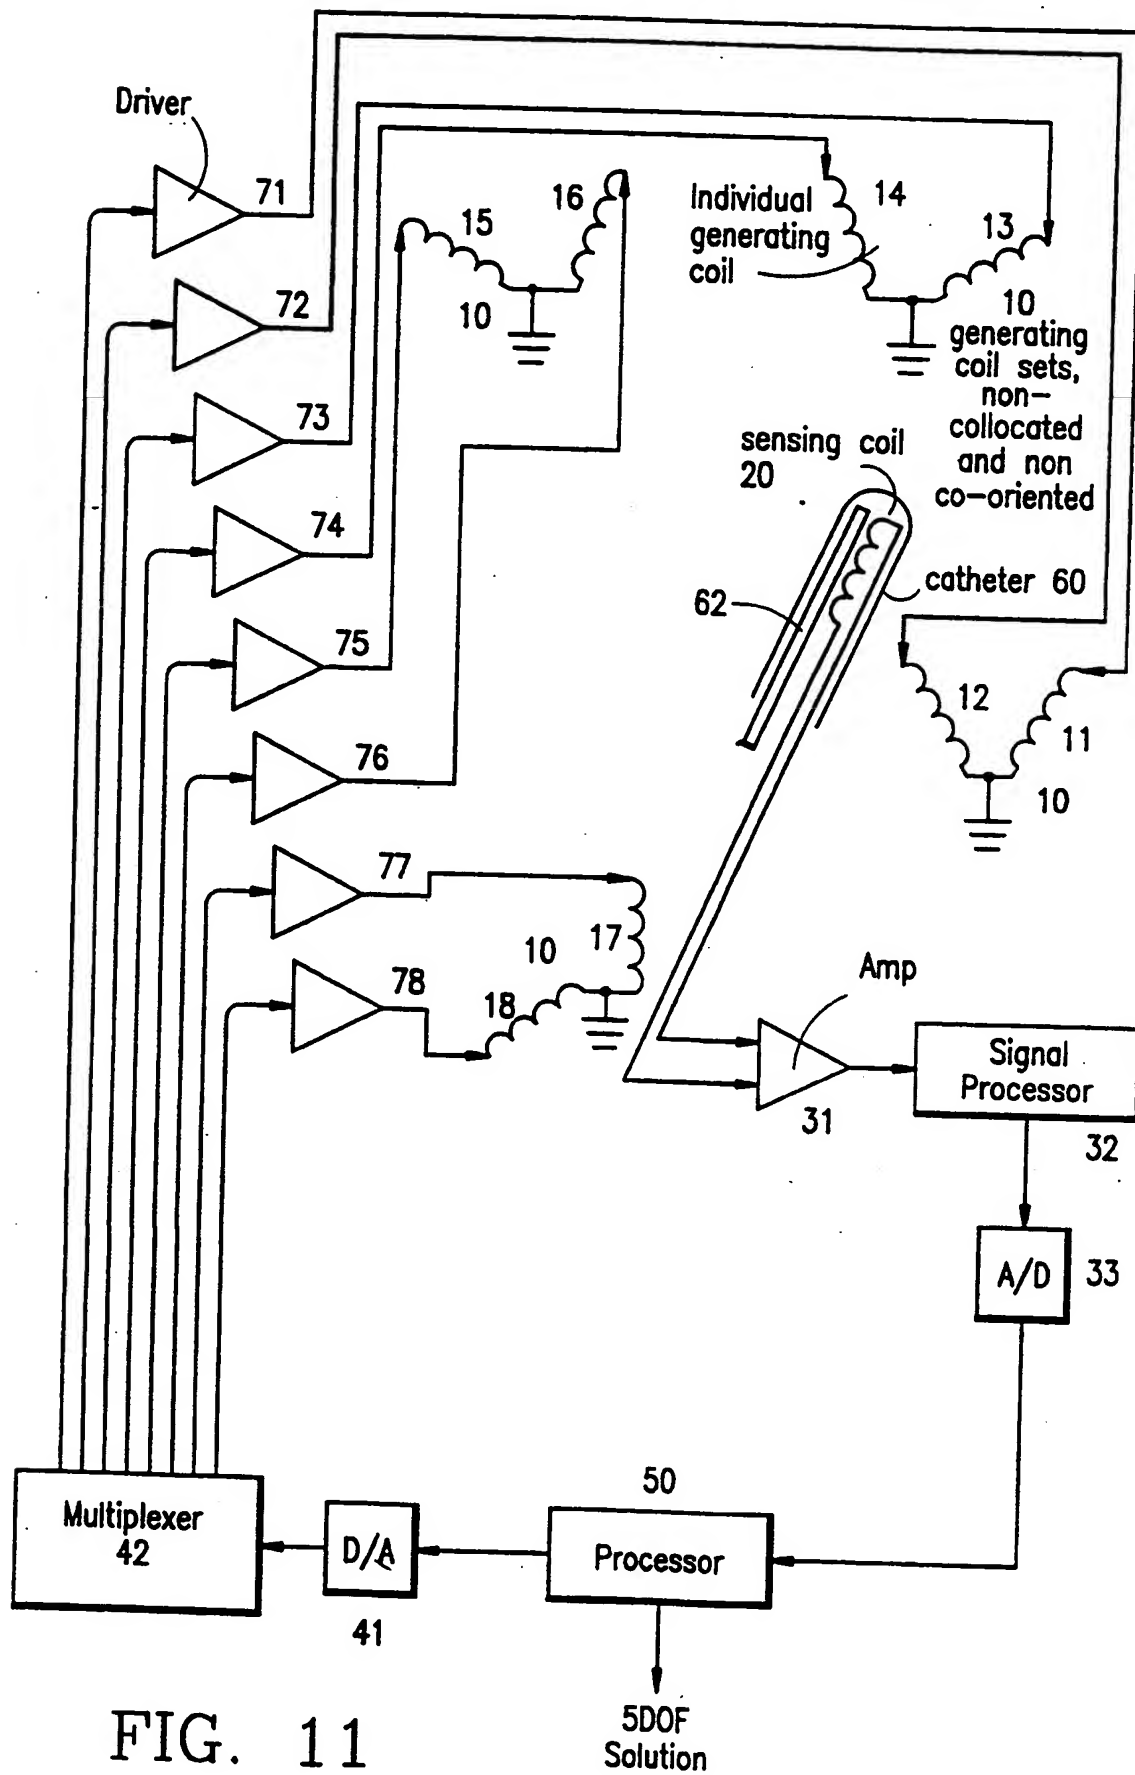 Driver
71
72
73
74
75
76
77
78
15
16
10
Individual
generating
coil
14
13
10
generating
coil sets,
non-
collocated
and non
co-oriented
sensing coil
20
62
catheter 60
12
11
10
10
17
18
Amp
31
Signal
Processor
32
A/D
33
50
Processor
D/A
41
Multiplexer
42
5DOF
Solution
FIG. 11